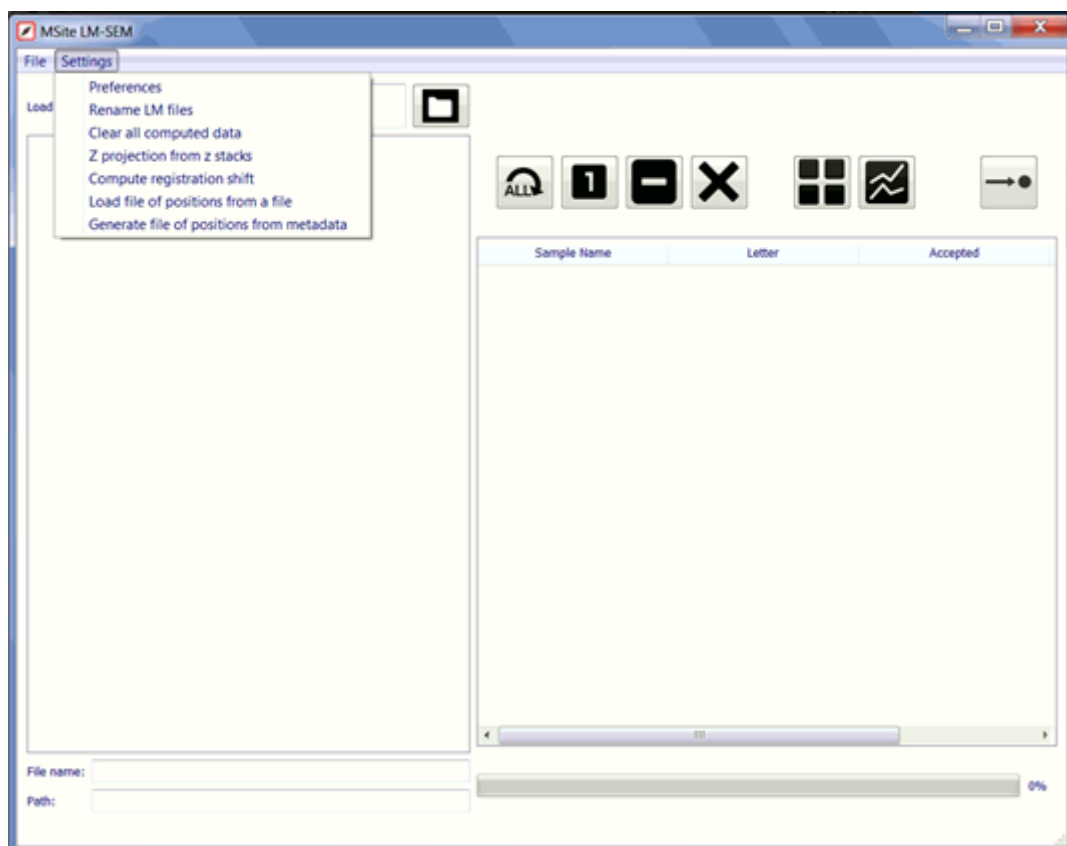 MSite LM-SEM
File Settings
Load
Preferences
Rename LM files
Clear all computed data
Z projection from z stacks
Compute registration shift
Load file of positions from a file
Generate file of positions from metadata
ALL 1
Sample Name Letter Accepted
File name:
Path:
0%